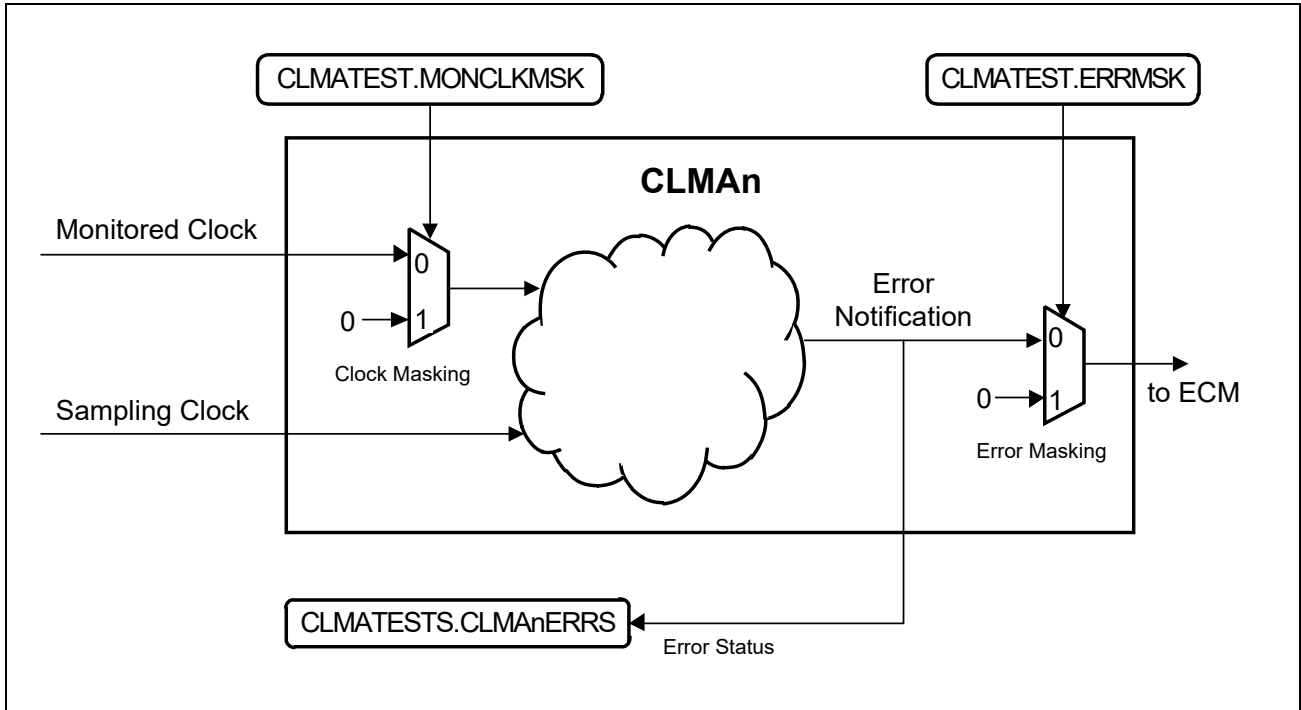 CLMATEST.MONCLKMSK
CLMATEST.ERRMSK
CLMAn
Monitored Clock
0
0
1
Clock Masking
Sampling Clock
Error
Notification
0
0
1
to ECM
Error Masking
CLMATESTS.CLMAnERRS
Error Status